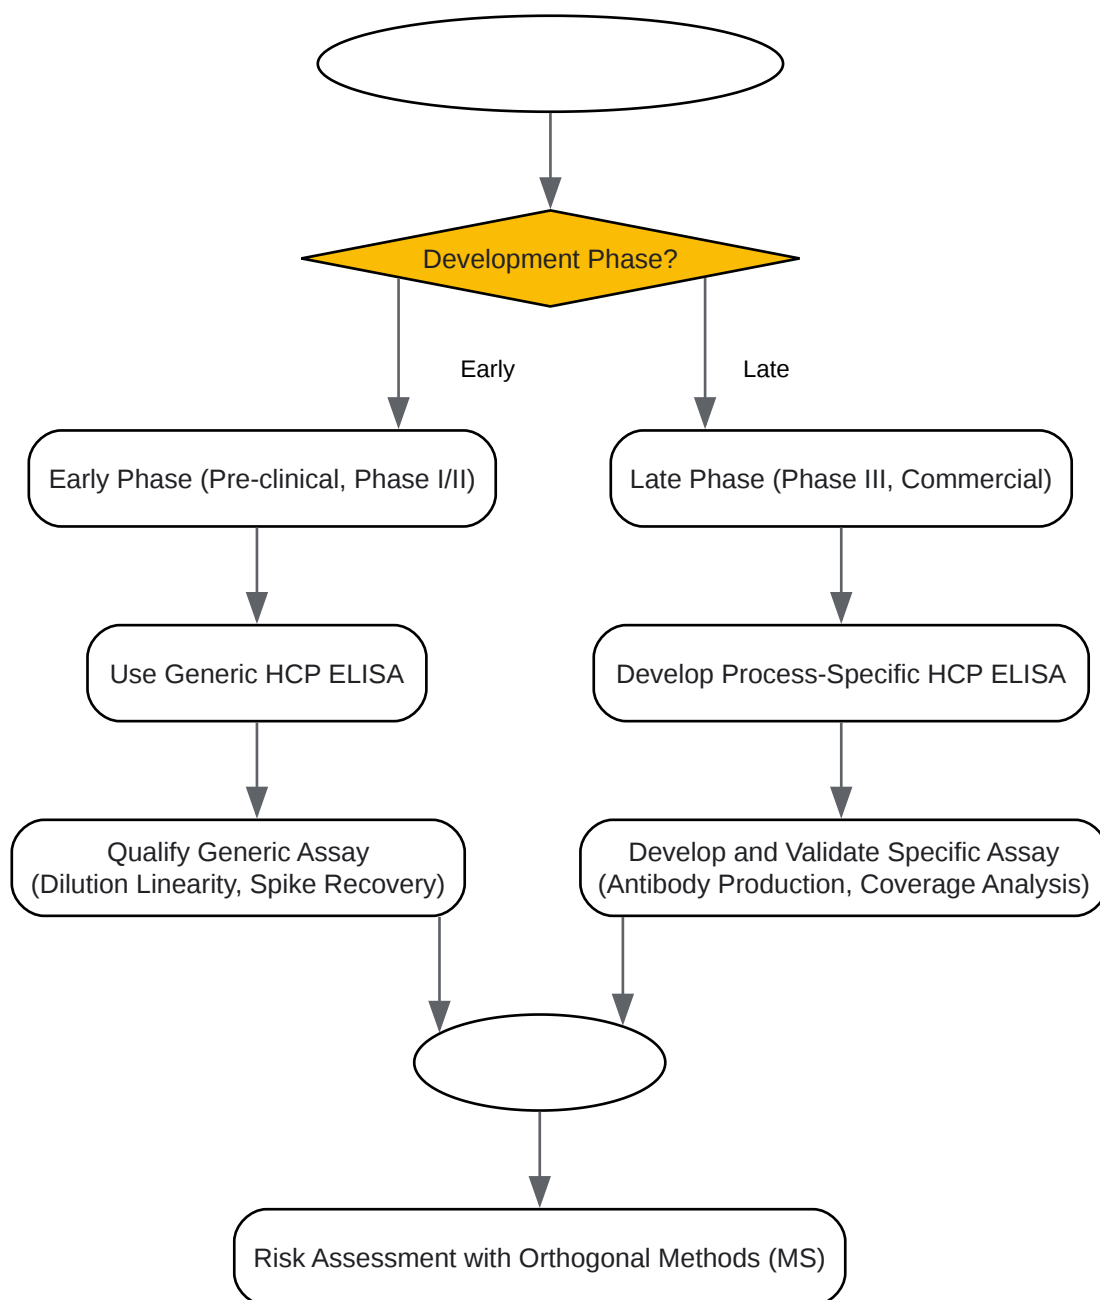 Development Phase?
Early
Late
Early Phase (Pre-clinical, Phase I/II)
Late Phase (Phase III, Commercial)
Use Generic HCP ELISA
Develop Process-Specific HCP ELISA
Qualify Generic Assay
(Dilution Linearity, Spike Recovery)
Develop and Validate Specific Assay
(Antibody Production, Coverage Analysis)
Risk Assessment with Orthogonal Methods (MS)